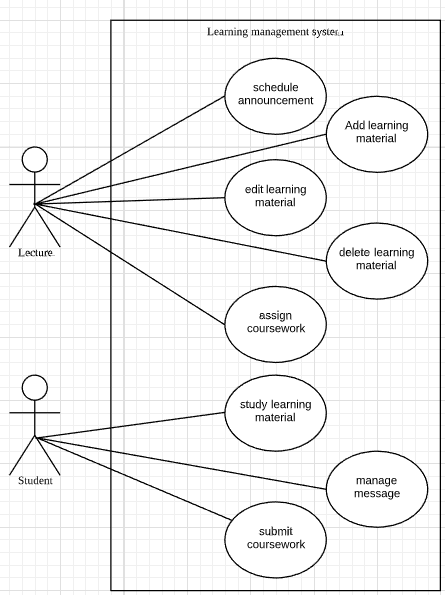 Learning management system
schedule
announcement
Add learning
material
edit learning
material
Lecture
delete learning
material
assign
coursework
study learning
material
Student
manage
message
submit
coursework